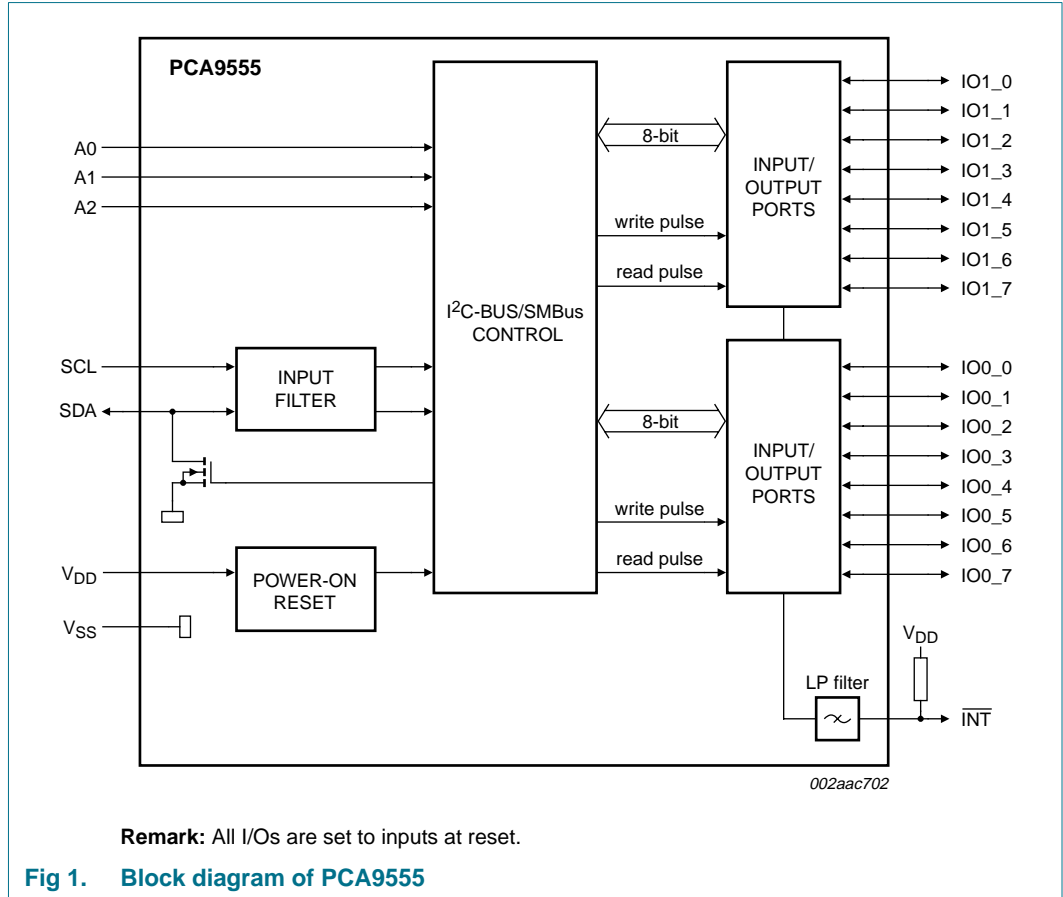 PCA9555
A0
A1
A2
SCL
SDA
VDD
VSS
INPUT
FILTER
POWER-ON
RESET
I2C-BUS/SMBus
CONTROL
8-bit
write pulse
read pulse
INPUT/
OUTPUT
PORTS
IO1_0
IO1_1
IO1_2
IO1_3
IO1_4
IO1_5
IO1_6
IO1_7
8-bit
write pulse
read pulse
INPUT/
OUTPUT
PORTS
IO0_0
IO0_1
IO0_2
IO0_3
IO0_4
IO0_5
IO0_6
IO0_7
VDD
LP filter
INT
002aac702
Remark: All I/Os are set to inputs at reset.
Fig 1. Block diagram of PCA9555